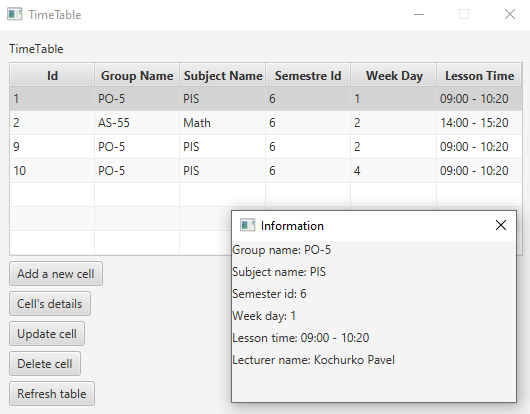 TimeTable
TimeTable
Id Group Name Subject Name Semestre Id Week Day Lesson Time
1 PO-5 PIS 6 1 09:00 - 10:20
2 AS-55 Math 6 2 14:00 - 15:20
9 PO-5 PIS 6 2 09:00 - 10:20
10 PO-5 PIS 6 4 09:00 - 10:20
Information
Group name: PO-5
Subject name: PIS
Semester id: 6
Week day: 1
Lesson time: 09:00 - 10:20
Lecturer name: Kochurko Pavel
Add a new cell
Cell's details
Update cell
Delete cell
Refresh table